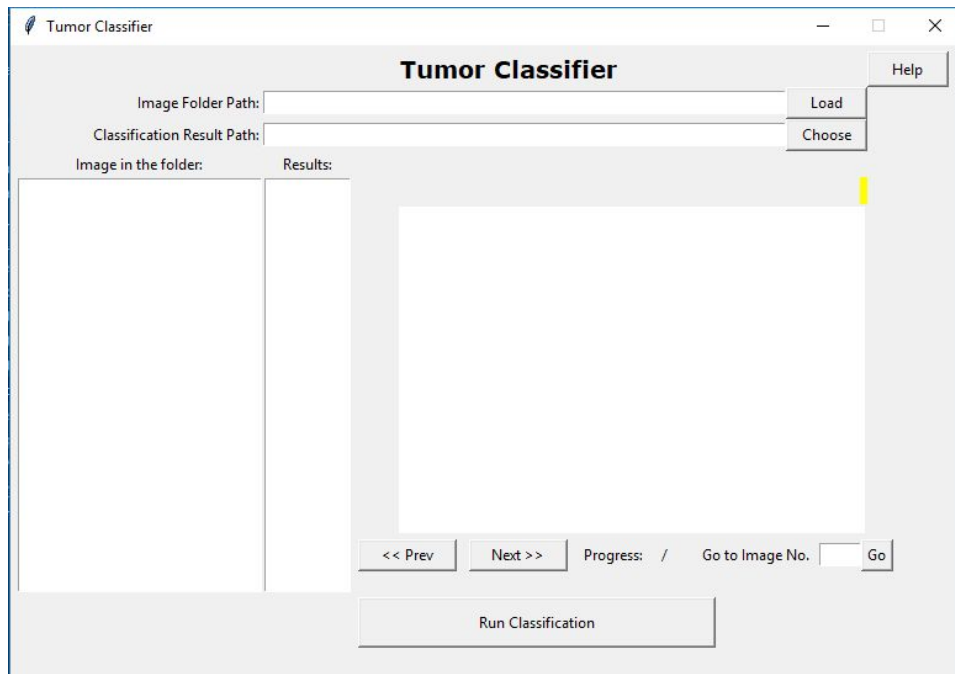 Tumor Classifier
Tumor Classifier
Help
Image Folder Path:
Load
Classification Result Path:
Choose
Image in the folder:
Results:
<< Prev
Next >>
Progress: /
Go to Image No.
Go
Run Classification